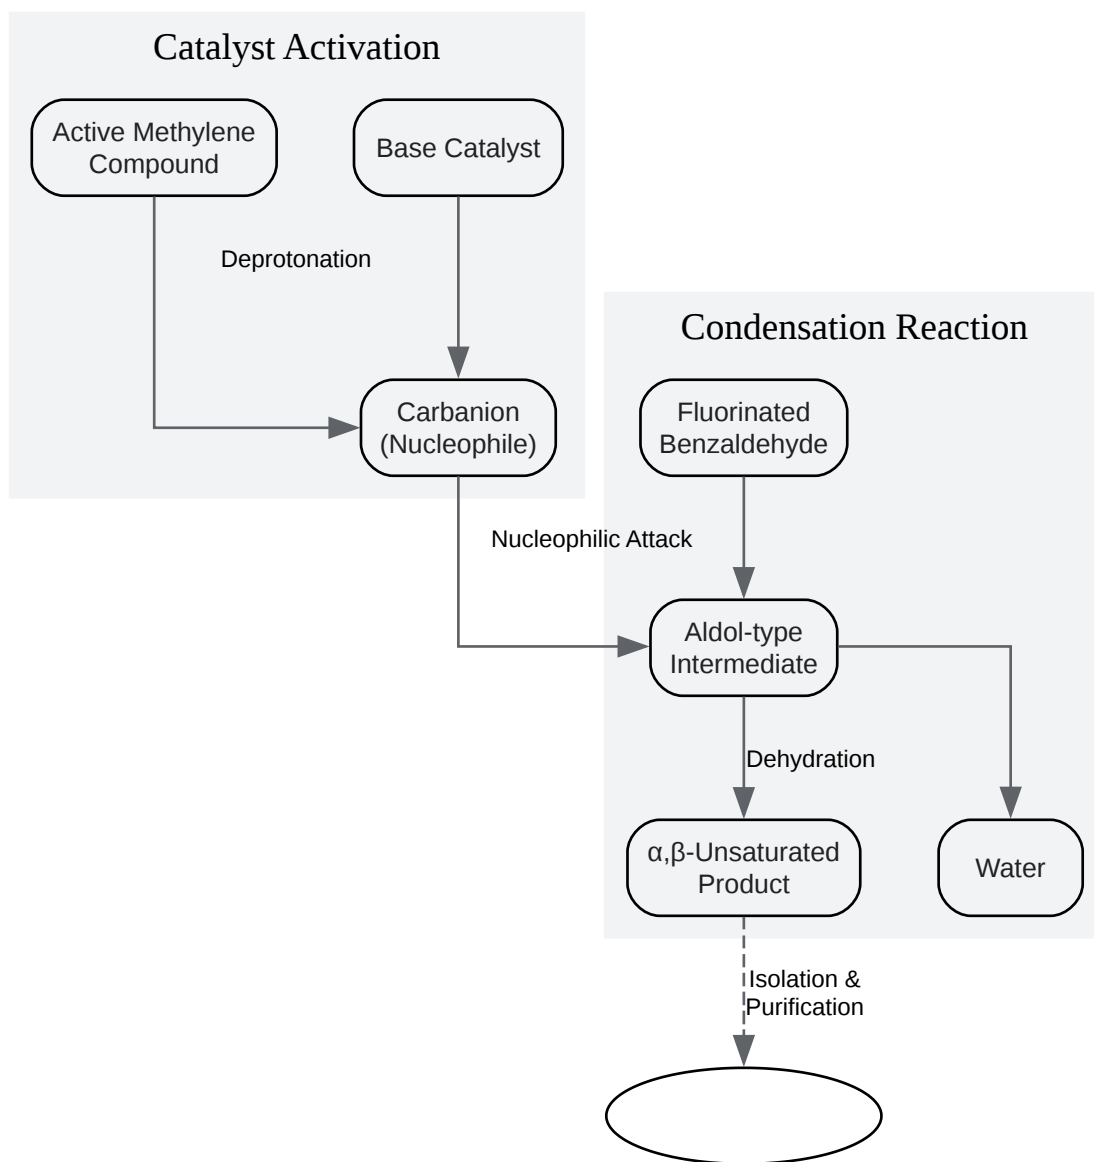 Catalyst Activation
Active Methylene
Compound
Base Catalyst
Deprotonation
Condensation Reaction
Carbanion
(Nucleophile)
Fluorinated
Benzaldehyde
Nucleophilic Attack
Aldol-type
Intermediate
Dehydration
α,β-Unsaturated
Product
Water
Isolation &
Purification